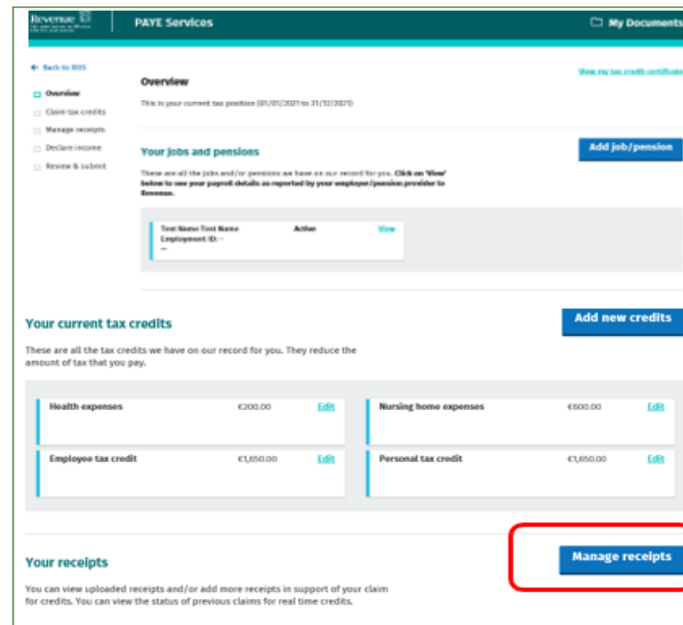 Revenue
PAYE Services
My Documents
← Back to ROS
View my tax credit certificate
Overview
Claim tax credits
Manage receipts
Declare income
Review & submit
Overview
This is your current tax position (01/01/2021 to 31/12/2021)
Your jobs and pensions
Add job/pension
These are all the jobs and/or pensions we have on our record for you. Click on 'View'
below to see your payroll details as reported by your employer/pension provider to
Revenue.
Test Name Test Name Active View
Employment ID: -
--
Your current tax credits
Add new credits
These are all the tax credits we have on our record for you. They reduce the
amount of tax that you pay.
Health expenses €200.00 Edit
Nursing home expenses €600.00 Edit
Employee tax credit €1,650.00 Edit
Personal tax credit €1,650.00 Edit
Your receipts
Manage receipts
You can view uploaded receipts and/or add more receipts in support of your claim
for credits. You can view the status of previous claims for real time credits.